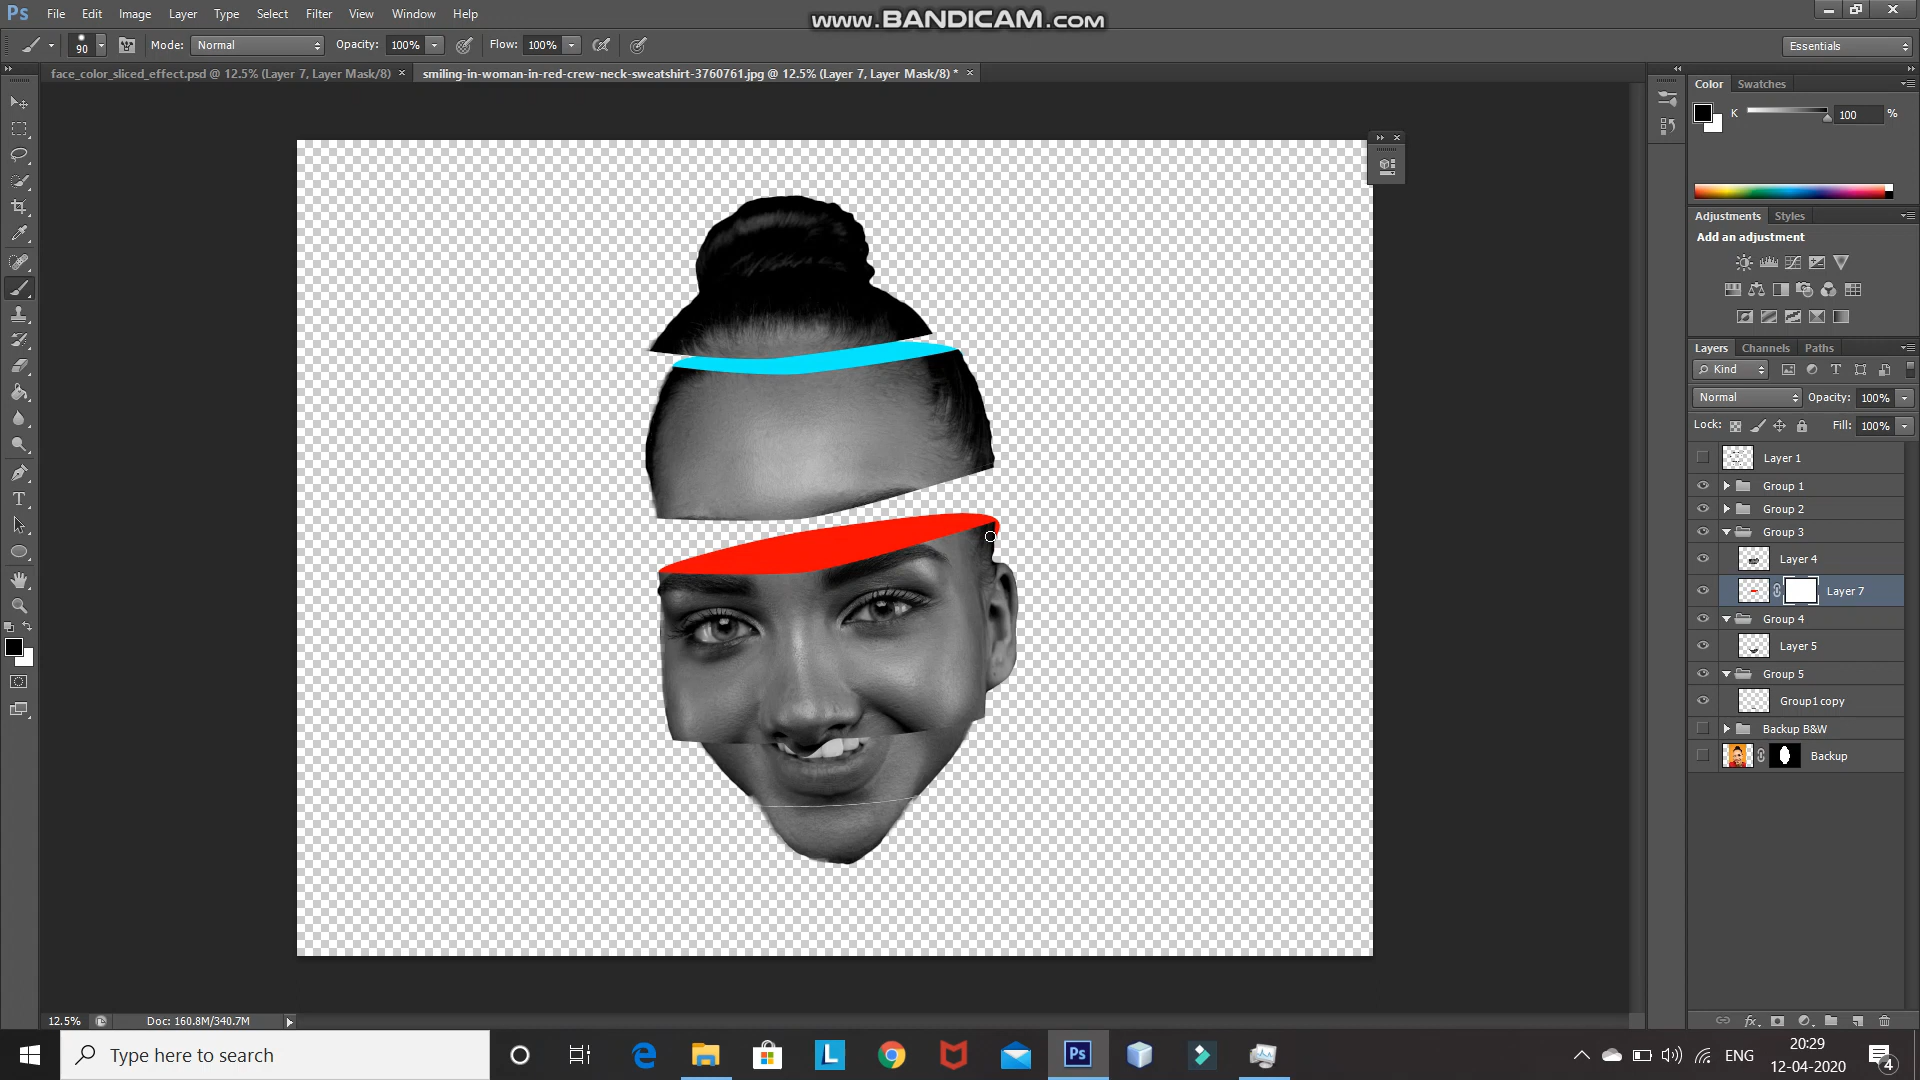 Ps File Edit Image Layer Type Select Filter View Window Help
www.BANDICAM.com
90 Mode: Normal Opacity: 100% Flow: 100% Essentials
face_color_sliced_effect.psd @ 12.5% (Layer 7, Layer Mask/8) × smiling-in-woman-in-red-crew-neck-sweatshirt-3760761.jpg @ 12.5% (Layer 7, Layer Mask/8) * ×
Color Swatches
K 100 %
Adjustments Styles
Add an adjustment
Layers Channels Paths
Kind
Normal Opacity: 100%
Lock: Fill: 100%
Layer 1
Group 1
Group 2
Group 3
Layer 4
Layer 7
Group 4
Layer 5
Group 5
Group1 copy
Backup B&W
Backup
12.5% Doc: 160.8M/340.7M
Type here to search
ENG
20:29
12-04-2020
4